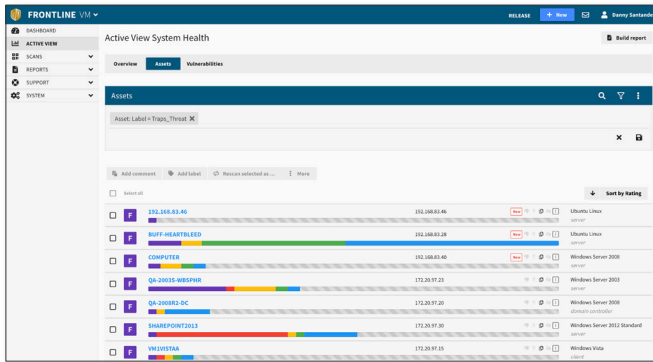 FRONTLINE VM
RELEASE
+ New
Danny Santande
DASHBOARD
ACTIVE VIEW
SCANS
REPORTS
SUPPORT
SYSTEM
Active View System Health
Build report
Overview Assets Vulnerabilities
Assets
Asset: Label = Traps_Threat X
Add comment Add label Rescan selected as ... More
Select all
Sort by Rating
F 192.168.83.46 192.168.83.46 New Ubuntu Linux
server
F BUFF-HEARTBLEED 192.168.83.28 New Ubuntu Linux
server
F COMPUTER 192.168.83.40 New Windows Server 2008
server
F QA-2003S-WBSPHR 172.20.97.23 Windows Server 2003
server
F QA-2008R2-DC 172.20.97.20 Windows Server 2008
domain controller
F SHAREPOINT2013 172.20.97.30 Windows Server 2012 Standard
server
F VM1VISTAA 172.20.97.15 Windows Vista
client